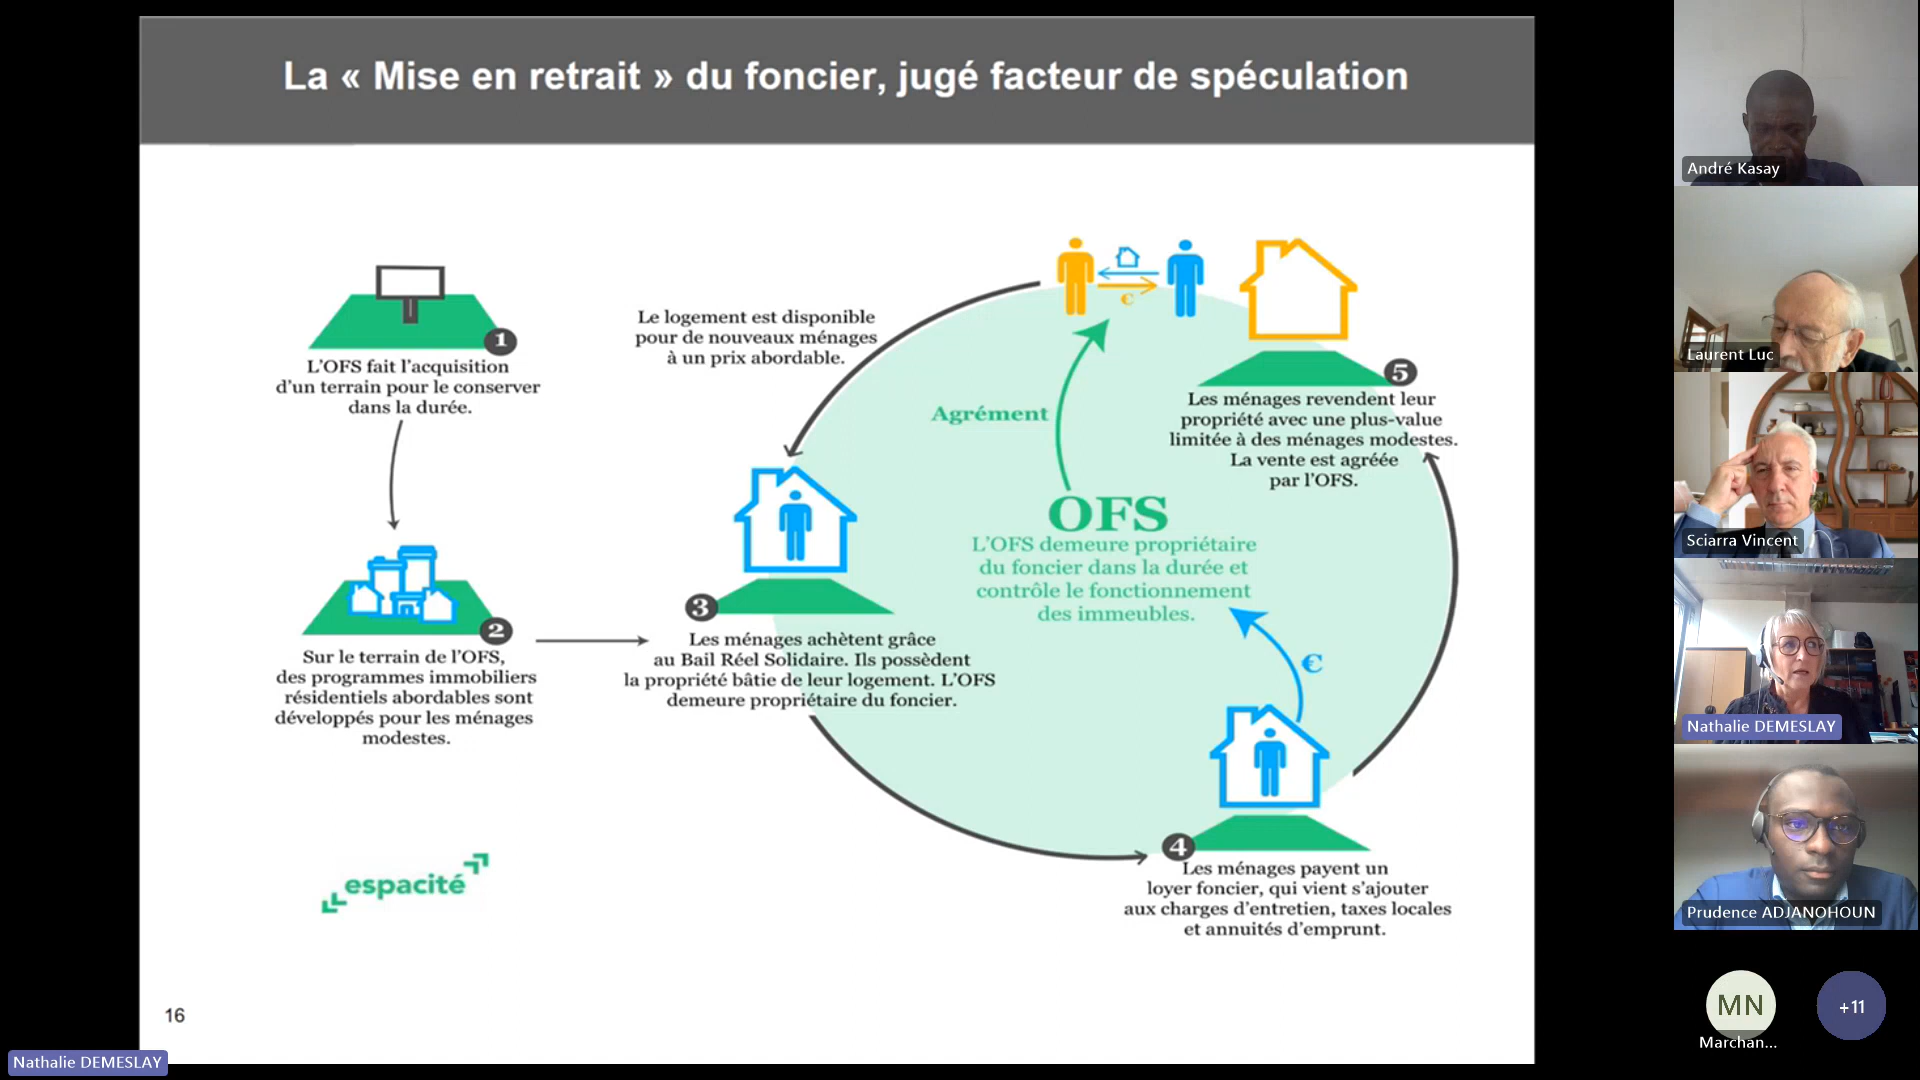 La « Mise en retrait » du foncier, jugé facteur de spéculation
1
L'OFS fait l'acquisition
d'un terrain pour le conserver
dans la durée.
2
Sur le terrain de l'OFS,
des programmes immobiliers
résidentiels abordables sont
développés pour les ménages
modestes.
Le logement est disponible
pour de nouveaux ménages
à un prix abordable.
3
Les ménages achètent grâce
au Bail Réel Solidaire. Ils possèdent
la propriété bâtie de leur logement. L'OFS
demeure propriétaire du foncier.
€
Agrément
OFS
L'OFS demeure propriétaire
du foncier dans la durée et
contrôle le fonctionnement
des immeubles.
€
4
Les ménages payent un
loyer foncier, qui vient s'ajouter
aux charges d'entretien, taxes locales
et annuités d'emprunt.
5
Les ménages revendent leur
propriété avec une plus-value
limitée à des ménages modestes.
La vente est agréée
par l'OFS.
espacité
16
Nathalie DEMESLAY
André Kasay
Laurent Luc
Sciarra Vincent
Nathalie DEMESLAY
Prudence ADJANOHOUN
MN
Marchan...
+11